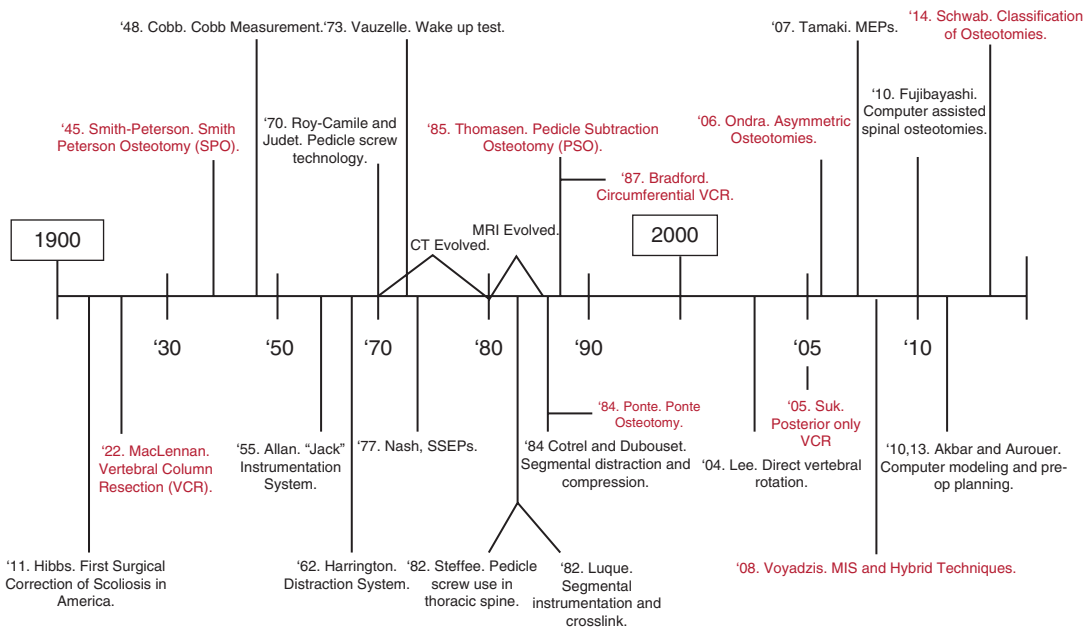 ‘48. Cobb. Cobb Measurement.
‘73. Vauzelle. Wake up test.
‘07. Tamaki. MEPs.
‘14. Schwab. Classification
of Osteotomies.
‘45. Smith-Peterson. Smith
Peterson Osteotomy (SPO).
‘70. Roy-Camile and
Judet. Pedicle screw
technology.
‘85. Thomasen. Pedicle Subtraction
Osteotomy (PSO).
‘87. Bradford.
Circumferential VCR.
‘06. Ondra. Asymmetric
Osteotomies.
‘10. Fujibayashi.
Computer assisted
spinal osteotomies.
1900
CT Evolved.
MRI Evolved.
2000
‘30
‘50
‘70
‘80
‘90
‘05
‘10
‘22. MacLennan.
Vertebral Column
Resection (VCR).
‘55. Allan. “Jack”
Instrumentation
System.
‘77. Nash, SSEPs.
‘84. Ponte. Ponte
Osteotomy.
‘84 Cotrel and Dubouset.
Segmental distraction and
compression.
‘05. Suk.
Posterior only
VCR
‘04. Lee. Direct vertebral
rotation.
‘10,13. Akbar and Aurouer.
Computer modeling and pre-
op planning.
‘11. Hibbs. First Surgical
Correction of Scoliosis in
America.
‘62. Harrington.
Distraction System.
‘82. Steffee. Pedicle
screw use in
thoracic spine.
‘82. Luque.
Segmental
instrumentation and
crosslink.
‘08. Voyadzis. MIS and Hybrid Techniques.